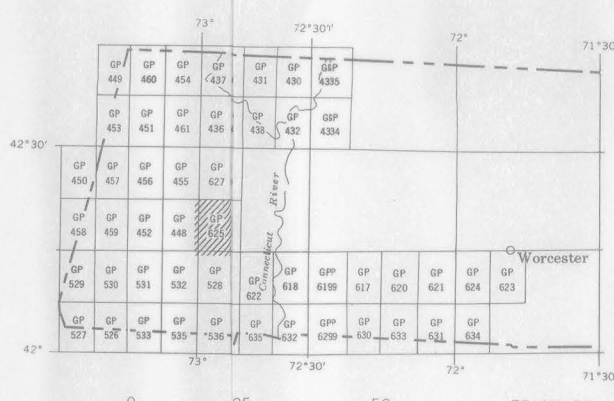 73° 72°30' 72° 71°30'
GP GP GP GP GP GP G&P
449 460 454 437 431 430 4335
GP GP GP GP GP GP G&P
453 451 461 436 438 432 4334
42°30'
GP GP GP GP GP
450 457 456 455 627
GP GP GP GP GP
458 459 452 448 625
Connecticut River
Worcester
GP GP GP GP GP GP GP GPP GP GP GP GP GP
529 530 531 532 528 622 618 6199 617 620 621 624 623
GP GP GP GP GP GP GP GPP GP GP GP GP
527 526 533 535 *536 *635 632 6299 630 633 631 634
42°
73° 72°30' 72° 71°30'